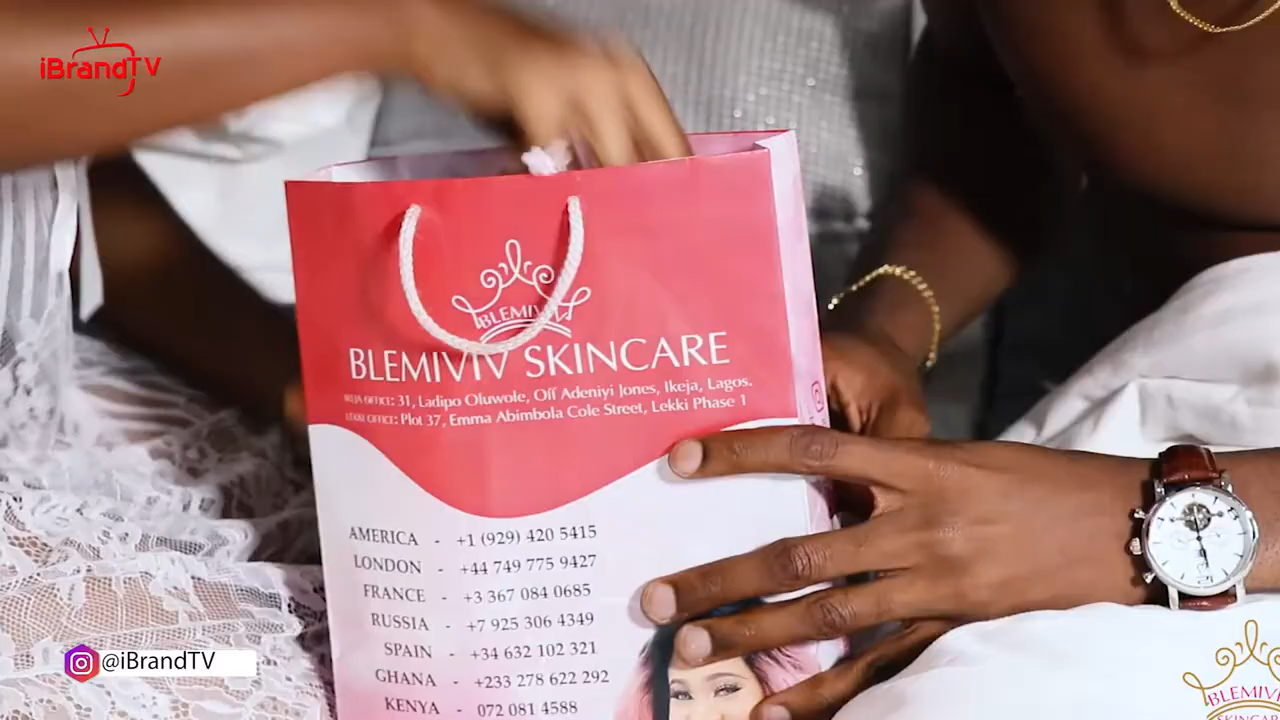 iBrandTV
BLEMIVIV
BLEMIVIV SKINCARE
IKEJA OFFICE: 31, Ladipo Oluwole, Off Adeniyi Jones, Ikeja, Lagos.
LEKKI OFFICE: Plot 37, Emma Abimbola Cole Street, Lekki Phase 1
AMERICA - +1 (929) 420 5415
LONDON - +44 749 775 9427
FRANCE - +3 367 084 0685
RUSSIA - +7 925 306 4349
SPAIN - +34 632 102 321
GHANA - +233 278 622 292
KENYA - 072 081 4588
@iBrandTV
BLEMIVI
SKINCAR